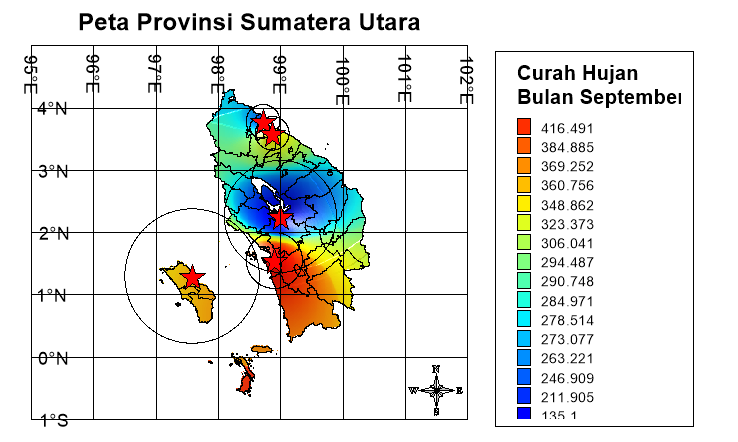 Peta Provinsi Sumatera Utara
95°E 96°E 97°E 98°E 99°E 100°E 101°E 102°E
4°N
3°N
2°N
1°N
0°N
1°S
N
W E
S
Curah Hujan
Bulan September
416.491
384.885
369.252
360.756
348.862
323.373
306.041
294.487
290.748
284.971
278.514
273.077
263.221
246.909
211.905
135.1